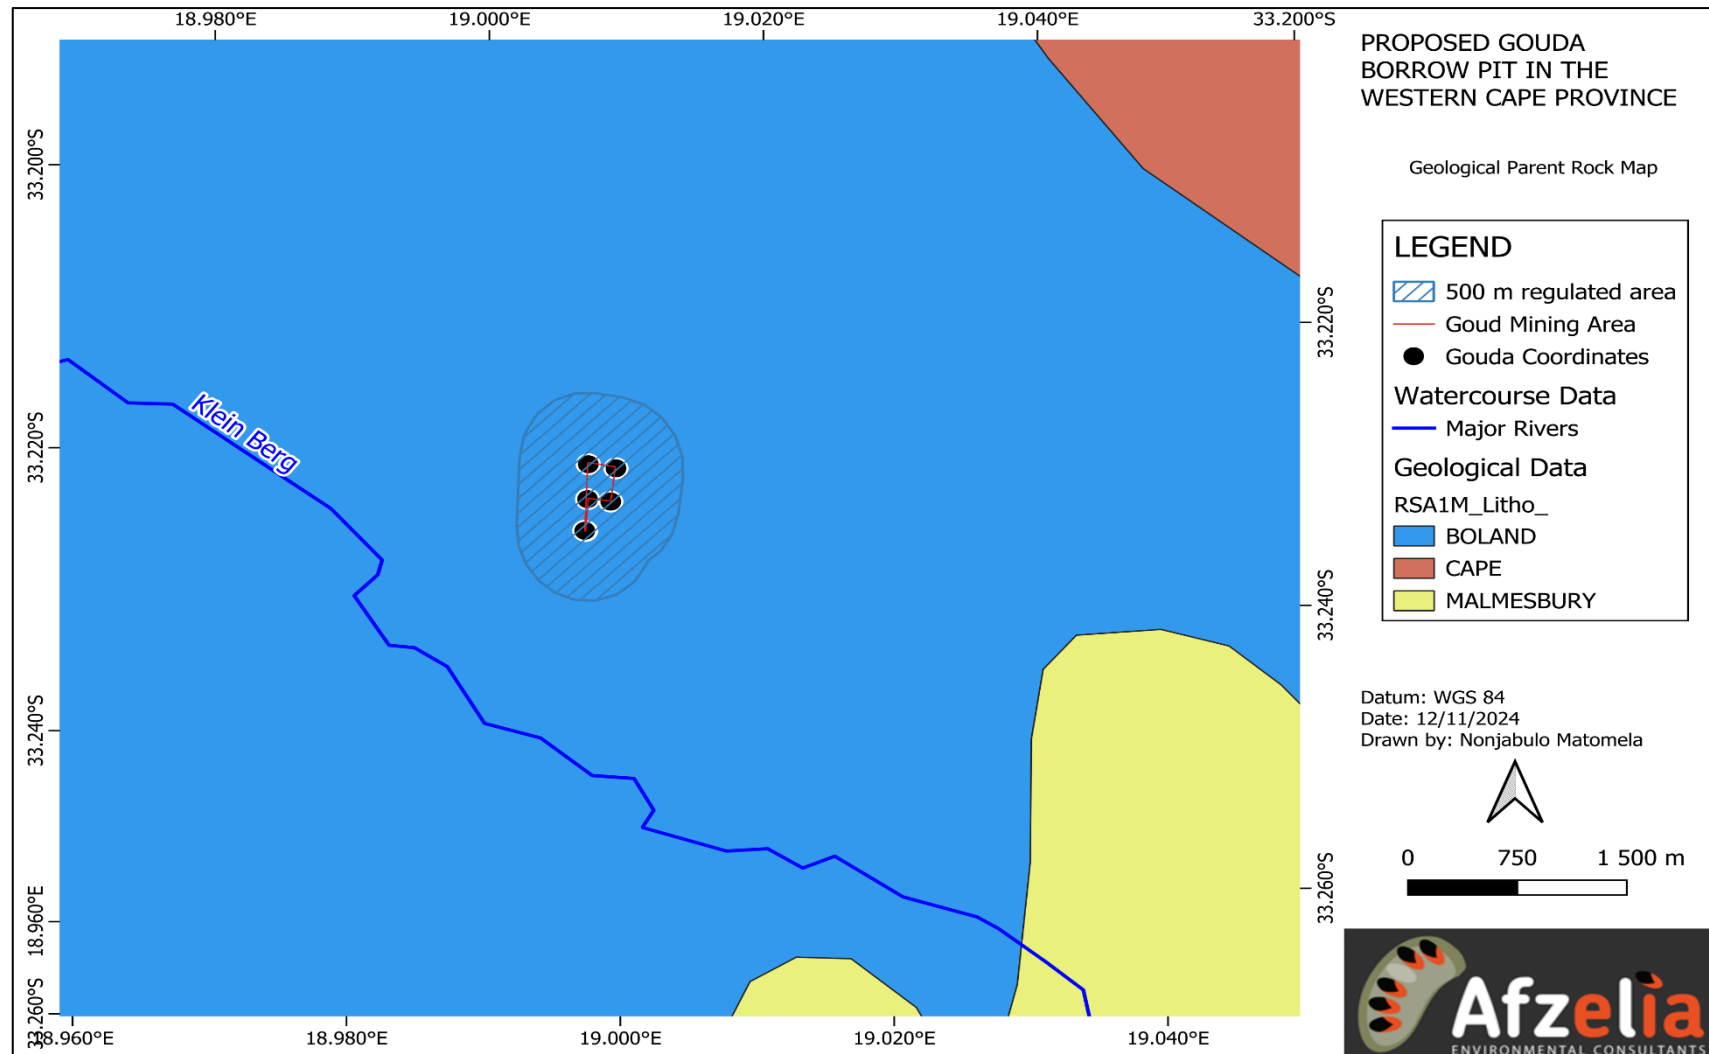 18.980°E 19.000°E 19.020°E 19.040°E 33.200°S
33.200°S
33.220°S
33.240°S
18.960°E
33.260°S
33.220°S
33.240°S
33.260°S
18.960°E 18.980°E 19.000°E 19.020°E 19.040°E
Klein Berg
PROPOSED GOUDA
BORROW PIT IN THE
WESTERN CAPE PROVINCE
Geological Parent Rock Map
LEGEND
500 m regulated area
Goud Mining Area
Gouda Coordinates
Watercourse Data
Major Rivers
Geological Data
RSA1M_Litho_
BOLAND
CAPE
MALMESBURY
Datum: WGS 84
Date: 12/11/2024
Drawn by: Nonjabulo Matomela
0 750 1 500 m
Afzelia
ENVIRONMENTAL CONSULTANTS